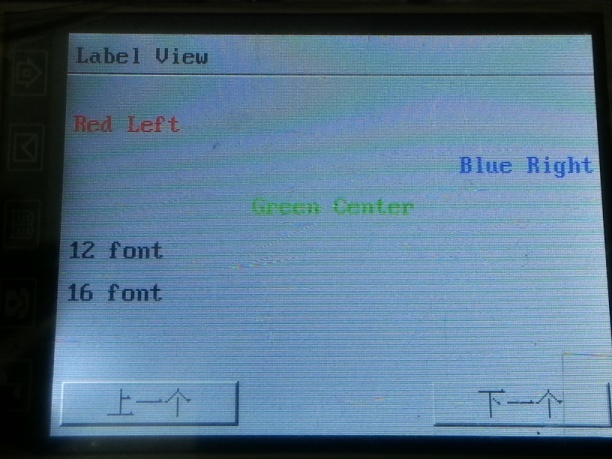 Label View
Red Left
Blue Right
Green Center
12 font
16 font
上一个 下一个